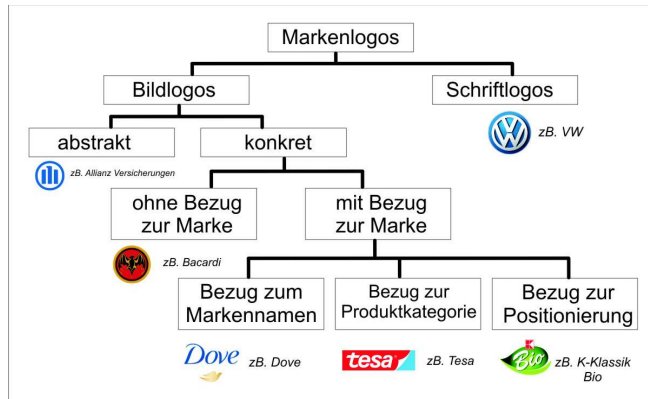 Markenlogos
Bildlogos
Schriftlogos
zB. VW
abstrakt
konkret
zB. Allianz Versicherungen
ohne Bezug
zur Marke
mit Bezug
zur Marke
zB. Bacardi
Bezug zum
Markennamen
Bezug zur
Produktkategorie
Bezug zur
Positionierung
Dove
zB. Dove
tesa
zB. Tesa
K
Bio
zB. K-Klassik
Bio